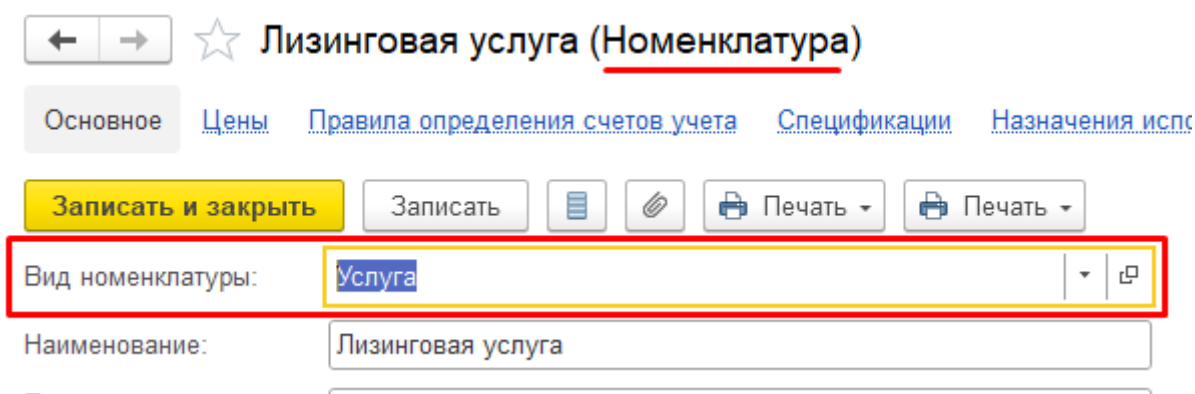 Лизинговая услуга (Номенклатура)
Основное Цены Правила определения счетов учета Спецификации Назначения
Записать и закрыть Записать Печать Печать
Вид номенклатуры: Услуга
Наименование: Лизинговая услуга